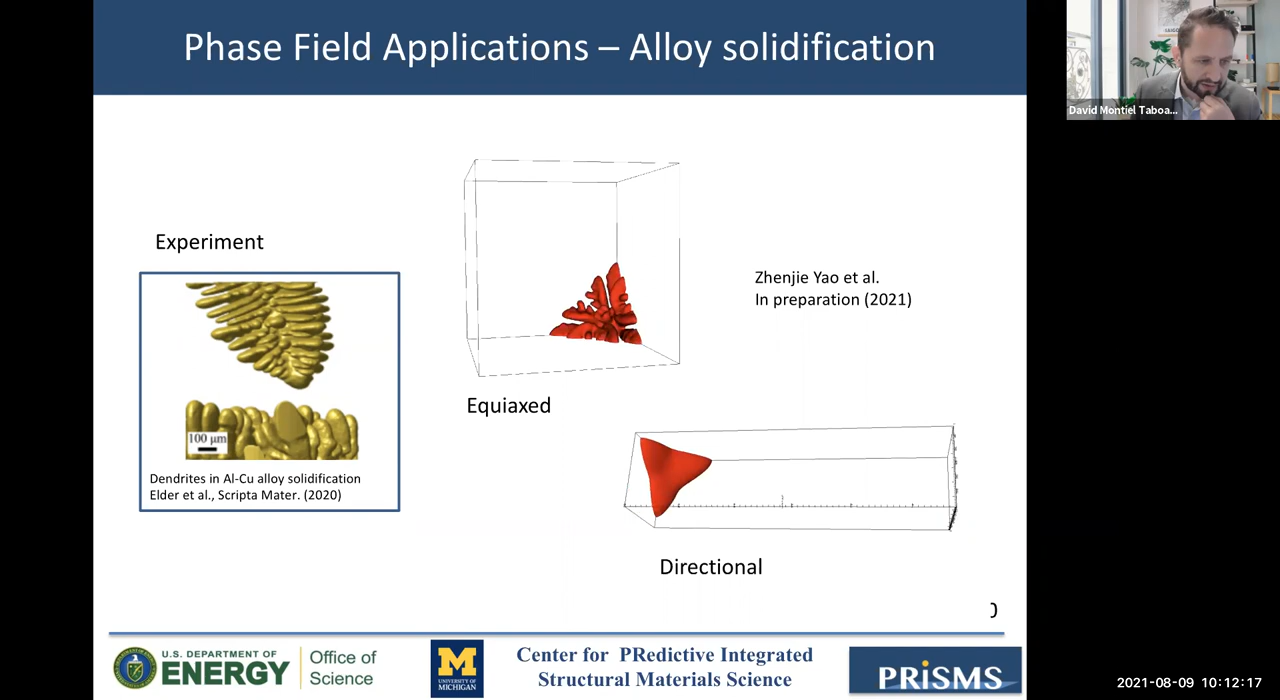 Phase Field Applications – Alloy solidification
David Montiel Taboa...
Experiment
Zhenjie Yao et al.
In preparation (2021)
Equiaxed
100 µm
Dendrites in Al-Cu alloy solidification
Elder et al., Scripta Mater. (2020)
Directional
U.S. DEPARTMENT OF
ENERGY
Office of
Science
M
UNIVERSITY OF
MICHIGAN
Center for PRedictive Integrated
Structural Materials Science
PRiSMS
2021-08-09 10:12:17